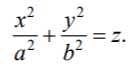 x²/a² + y²/b² = z.